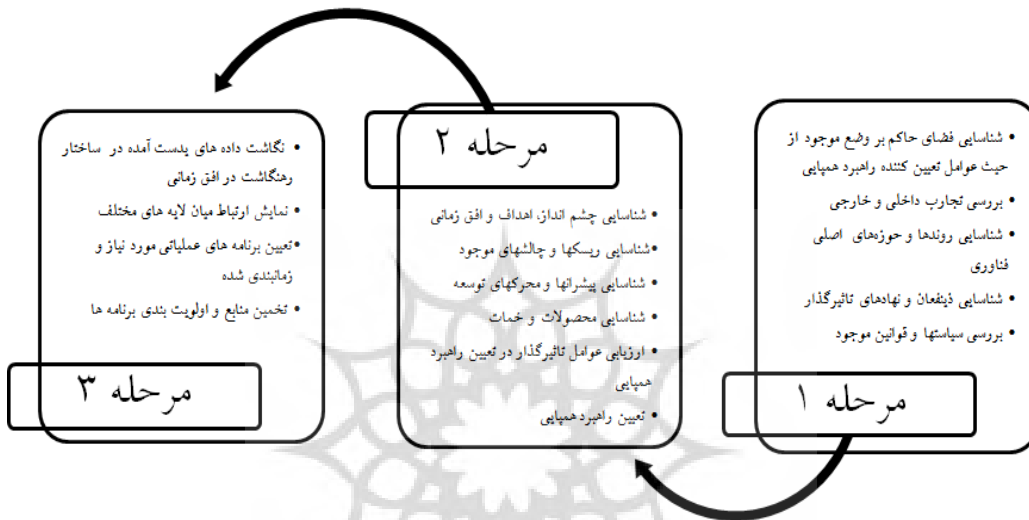 مرحله ۱
• شناسایی فضای حاکم بر وضع موجود از
حیث عوامل تعیین کننده راهبرد همپایی
• بررسی تجارب داخلی و خارجی
• شناسایی روندها و حوزه‌های اصلی
فناوری
• شناسایی ذینفعان و نهادهای تاثیرگذار
• بررسی سیاستها و قوانین موجود
مرحله ۲
• شناسایی چشم انداز، اهداف و افق زمانی
• شناسایی ریسکها و چالشهای موجود
• شناسایی پیشرانها و محرکهای توسعه
• شناسایی محصولات و خمات
• ارزیابی عوامل تاثیرگذار در تعیین راهبرد
همپایی
• تعیین راهبرد همپایی
مرحله ۳
• نگاشت داده های بدست آمده در ساختار
رهنگاشت در افق زمانی
• نمایش ارتباط میان لایه های مختلف
• تعیین برنامه های عملیاتی مورد نیاز و
زمانبندی شده
• تخمین منابع و اولویت بندی برنامه ها